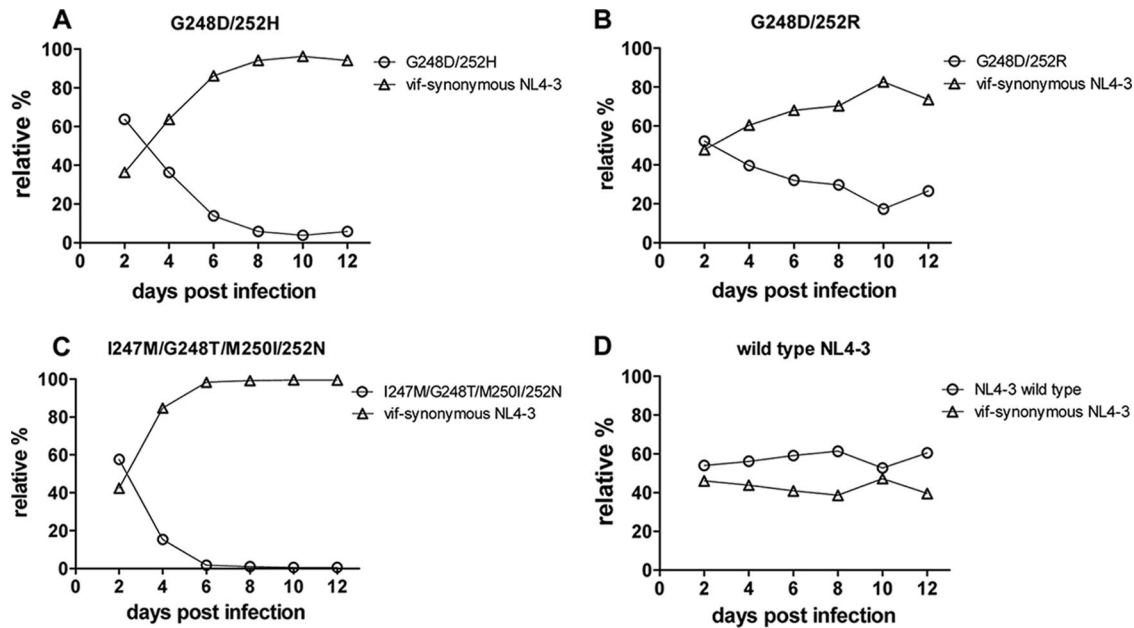 A
G248D/252H
100
80
60
40
20
0
relative %
0 2 4 6 8 10 12
days post infection
G248D/252H
vif-synonymous NL4-3
B
G248D/252R
100
80
60
40
20
0
relative %
0 2 4 6 8 10 12
days post infection
G248D/252R
vif-synonymous NL4-3
C
I247M/G248T/M250I/252N
100
80
60
40
20
0
relative %
0 2 4 6 8 10 12
days post infection
I247M/G248T/M250I/252N
vif-synonymous NL4-3
D
wild type NL4-3
100
80
60
40
20
0
relative %
0 2 4 6 8 10 12
days post infection
NL4-3 wild type
vif-synonymous NL4-3